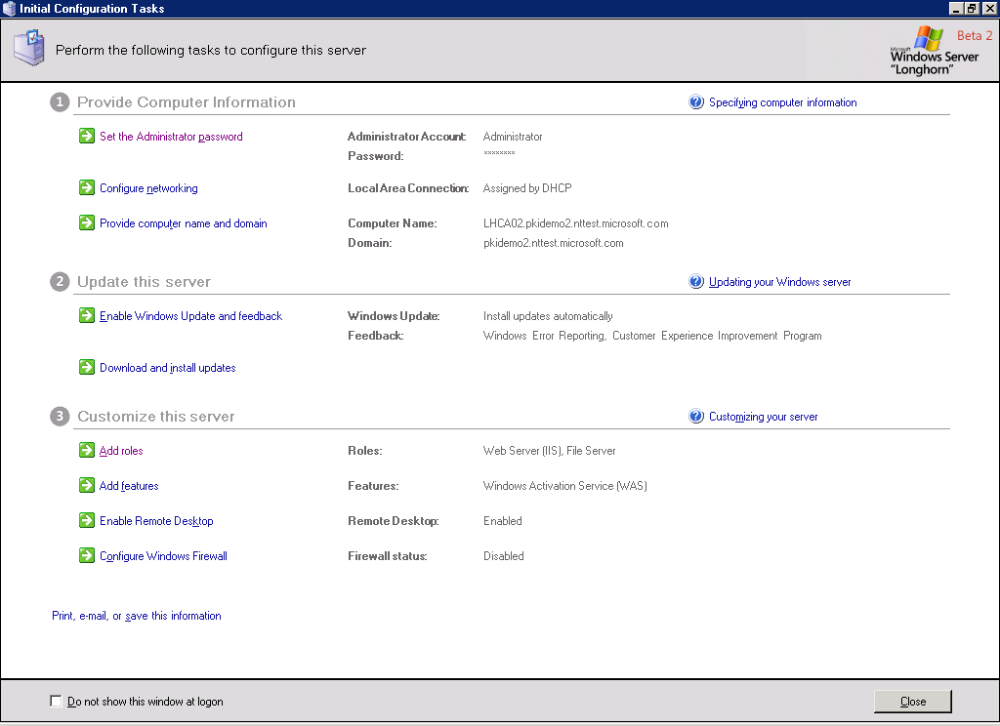 Initial Configuration Tasks
Perform the following tasks to configure this server
Beta 2
Microsoft
Windows Server
"Longhorn"
1 Provide Computer Information
Specifying computer information
Set the Administrator password
Administrator Account: Administrator
Password: ********
Configure networking
Local Area Connection: Assigned by DHCP
Provide computer name and domain
Computer Name: LHCA02.pkidemo2.nttest.microsoft.com
Domain: pkidemo2.nttest.microsoft.com
2 Update this server
Updating your Windows server
Enable Windows Update and feedback
Windows Update: Install updates automatically
Feedback: Windows Error Reporting, Customer Experience Improvement Program
Download and install updates
3 Customize this server
Customizing your server
Add roles
Roles: Web Server (IIS), File Server
Add features
Features: Windows Activation Service (WAS)
Enable Remote Desktop
Remote Desktop: Enabled
Configure Windows Firewall
Firewall status: Disabled
Print, e-mail, or save this information
Do not show this window at logon
Close